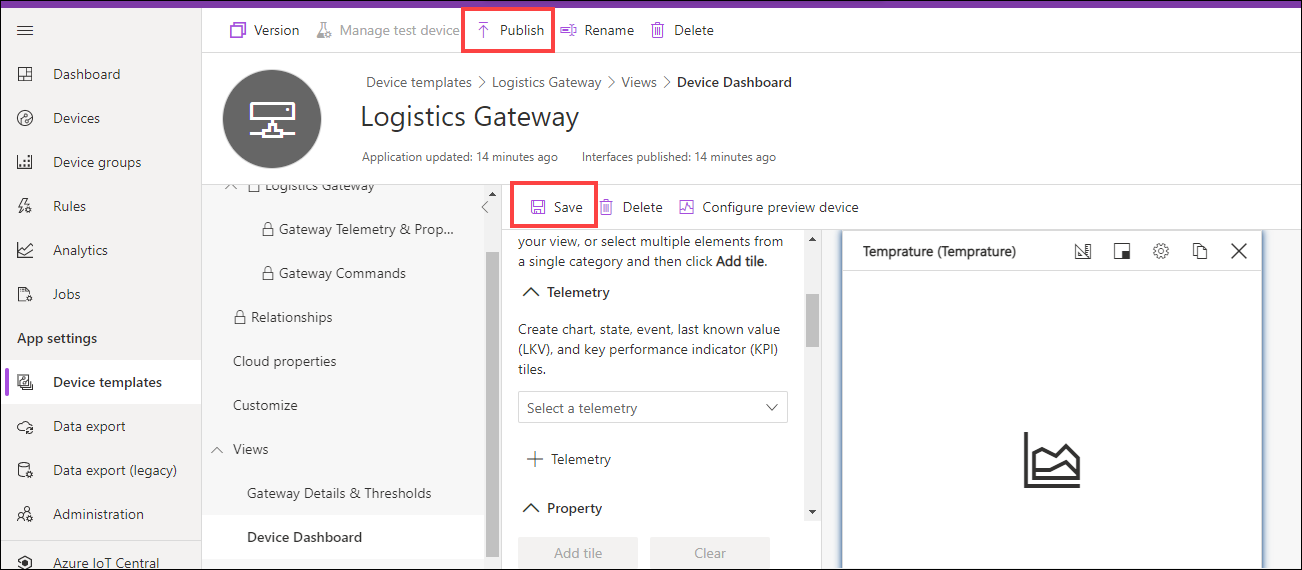 Version
Manage test device
Publish
Rename
Delete
Dashboard
Devices
Device groups
Rules
Analytics
Jobs
App settings
Device templates
Data export
Data export (legacy)
Administration
Azure IoT Central
Device templates > Logistics Gateway > Views > Device Dashboard
Logistics Gateway
Application updated: 14 minutes ago
Interfaces published: 14 minutes ago
Logistics Gateway
Gateway Telemetry & Prop...
Gateway Commands
Relationships
Cloud properties
Customize
Views
Gateway Details & Thresholds
Device Dashboard
Save
Delete
Configure preview device
your view, or select multiple elements from
a single category and then click Add tile.
Telemetry
Create chart, state, event, last known value
(LKV), and key performance indicator (KPI)
tiles.
Select a telemetry
Telemetry
Property
Add tile
Clear
Temprature (Temprature)